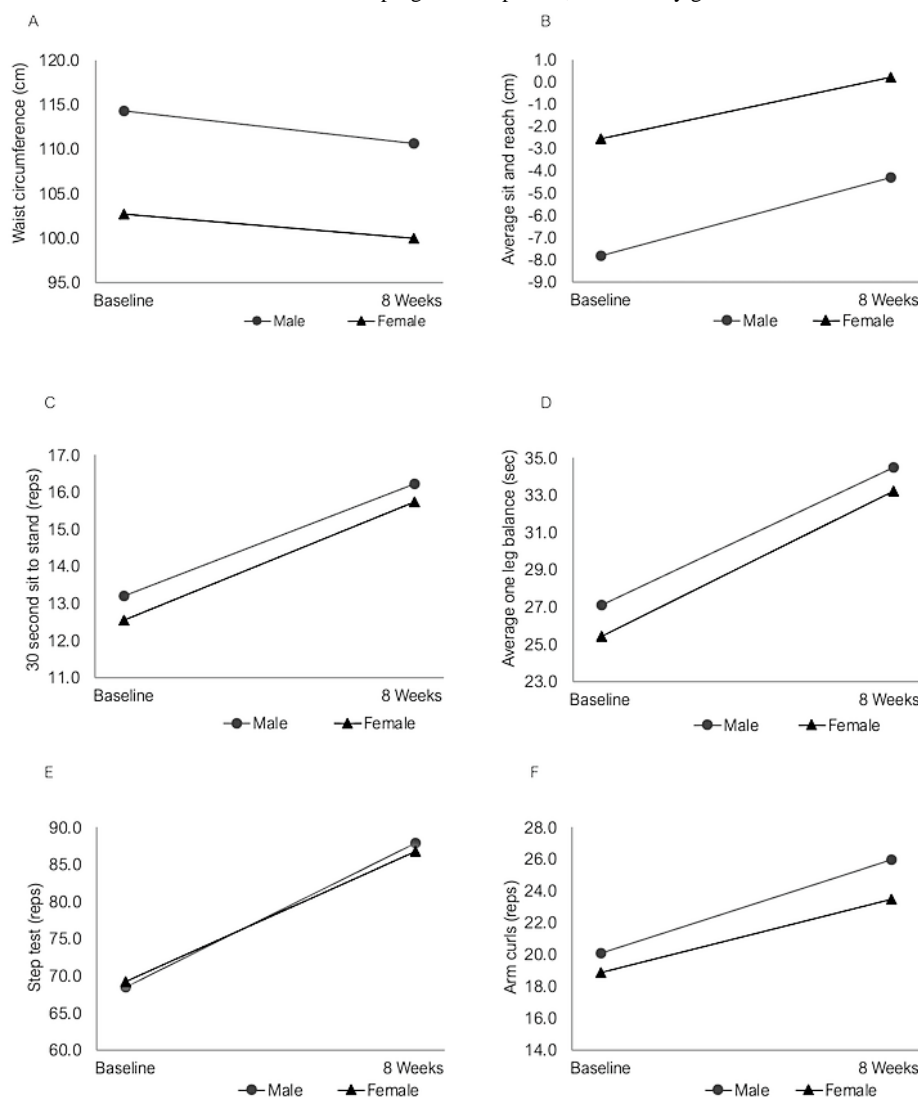 A
Waist circumference (cm)
120.0
115.0
110.0
105.0
100.0
95.0
Baseline
8 Weeks
Male
Female
B
Average sit and reach (cm)
1.0
0.0
-1.0
-2.0
-3.0
-4.0
-5.0
-6.0
-7.0
-8.0
-9.0
Baseline
8 Weeks
Male
Female
C
30 second sit to stand (reps)
17.0
16.0
15.0
14.0
13.0
12.0
11.0
Baseline
8 Weeks
Male
Female
D
Average one leg balance (sec)
35.0
33.0
31.0
29.0
27.0
25.0
23.0
Baseline
8 Weeks
Male
Female
E
Step test (reps)
90.0
85.0
80.0
75.0
70.0
65.0
60.0
Baseline
8 Weeks
Male
Female
F
Arm curls (reps)
28.0
26.0
24.0
22.0
20.0
18.0
16.0
14.0
Baseline
8 Weeks
Male
Female